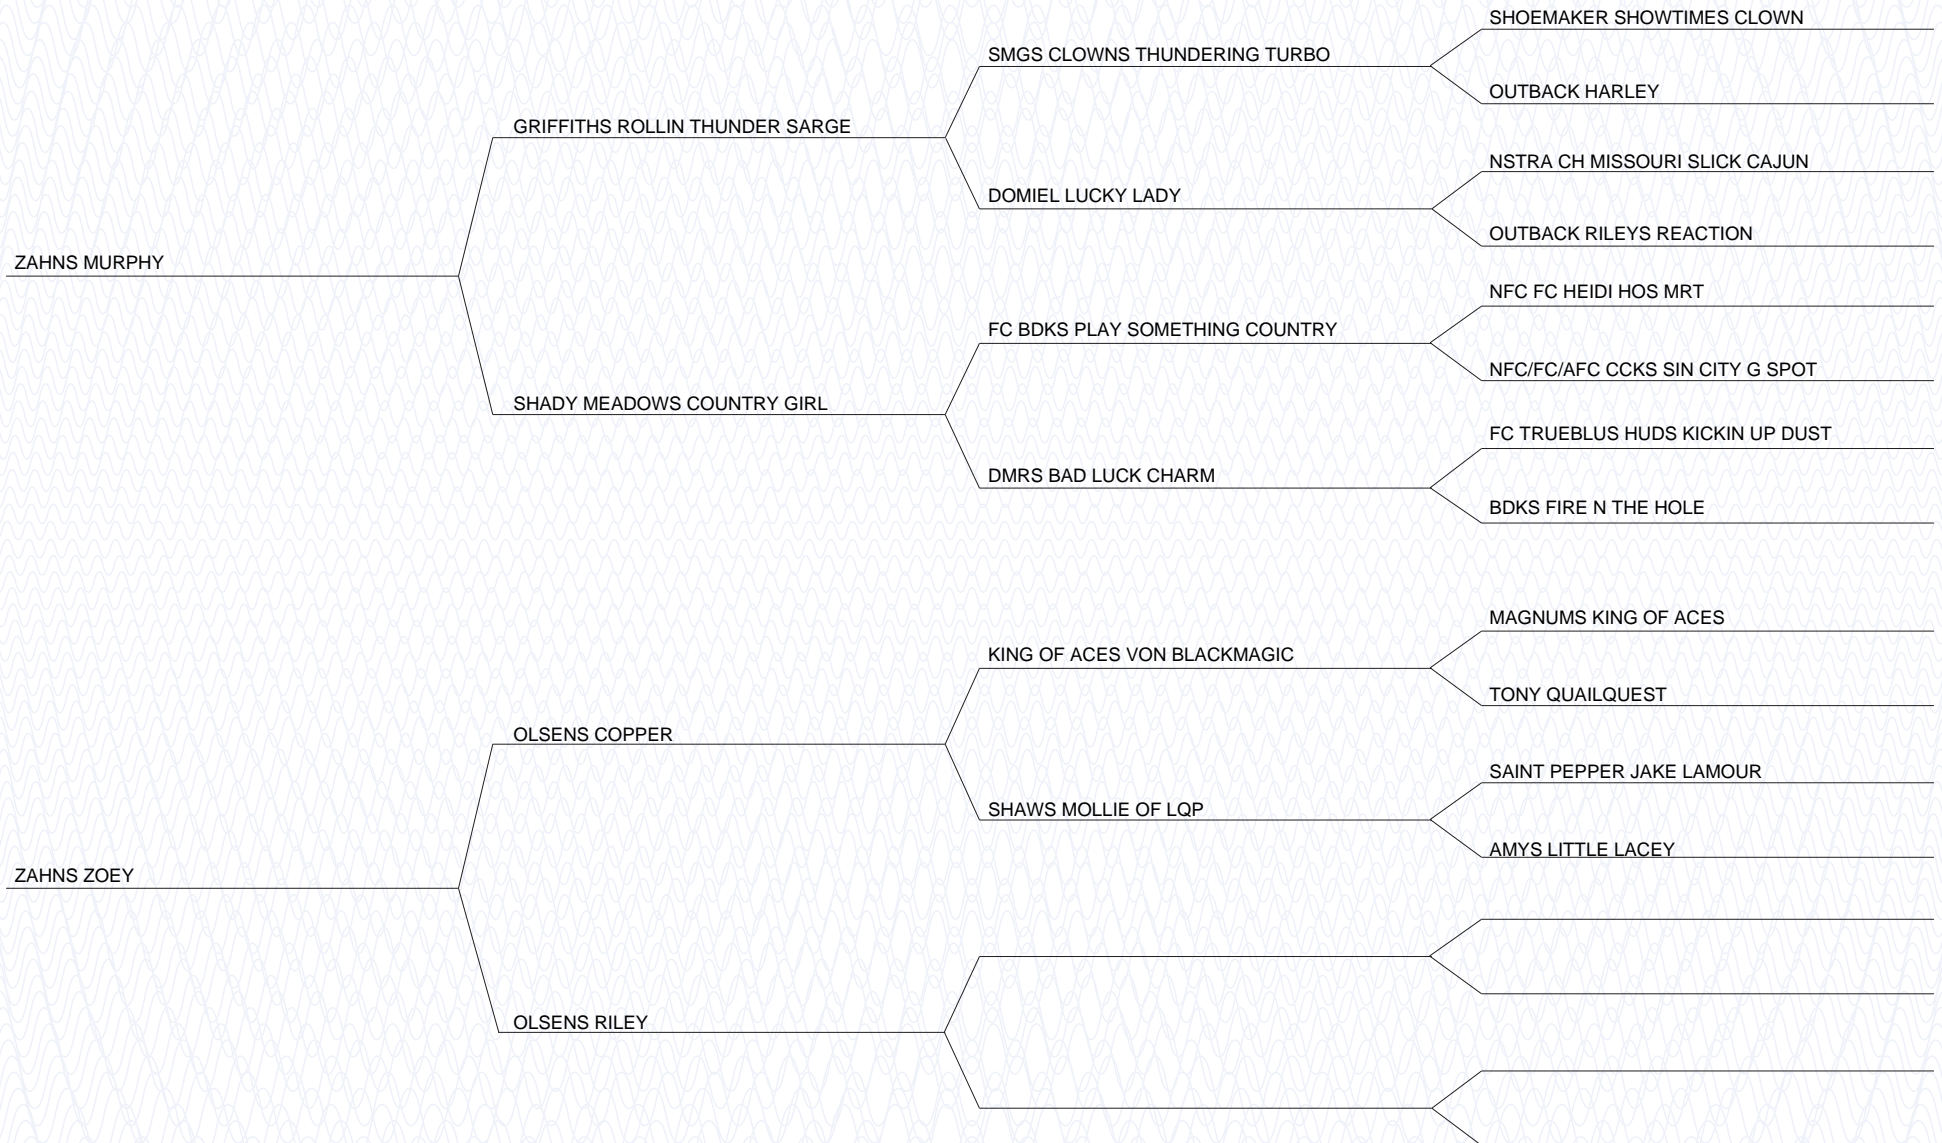 SHOEMAKER SHOWTIMES CLOWN
SMGS CLOWNS THUNDERING TURBO
OUTBACK HARLEY
GRIFFITHS ROLLIN THUNDER SARGE
NSTRA CH MISSOURI SLICK CAJUN
DOMIEL LUCKY LADY
OUTBACK RILEYS REACTION
ZAHNS MURPHY
NFC FC HEIDI HOS MRT
FC BDKS PLAY SOMETHING COUNTRY
NFC/FC/AFC CCKS SIN CITY G SPOT
SHADY MEADOWS COUNTRY GIRL
FC TRUEBLUS HUDS KICKIN UP DUST
DMRS BAD LUCK CHARM
BDKS FIRE N THE HOLE
MAGNUMS KING OF ACES
KING OF ACES VON BLACKMAGIC
TONY QUAILQUEST
OLSENS COPPER
SAINT PEPPER JAKE LAMOUR
SHAWS MOLLIE OF LQP
AMYS LITTLE LACEY
ZAHNS ZOEY
OLSENS RILEY